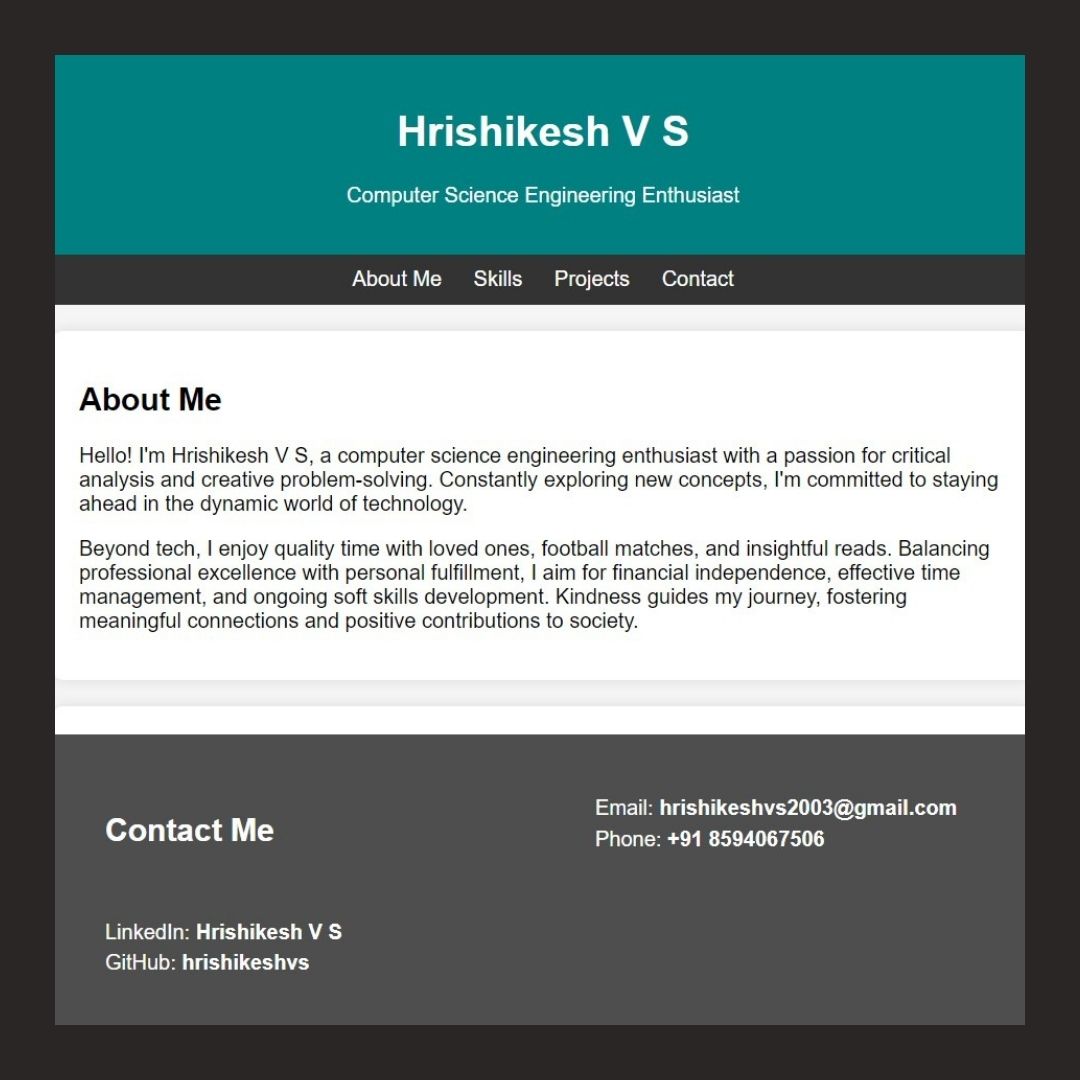 Hrishikesh V S
Computer Science Engineering Enthusiast
About Me Skills Projects Contact
About Me
Hello! I'm Hrishikesh V S, a computer science engineering enthusiast with a passion for critical
analysis and creative problem-solving. Constantly exploring new concepts, I'm committed to staying
ahead in the dynamic world of technology.
Beyond tech, I enjoy quality time with loved ones, football matches, and insightful reads. Balancing
professional excellence with personal fulfillment, I aim for financial independence, effective time
management, and ongoing soft skills development. Kindness guides my journey, fostering
meaningful connections and positive contributions to society.
Contact Me
Email: hrishikeshvs2003@gmail.com
Phone: +91 8594067506
LinkedIn: Hrishikesh V S
GitHub: hrishikeshvs